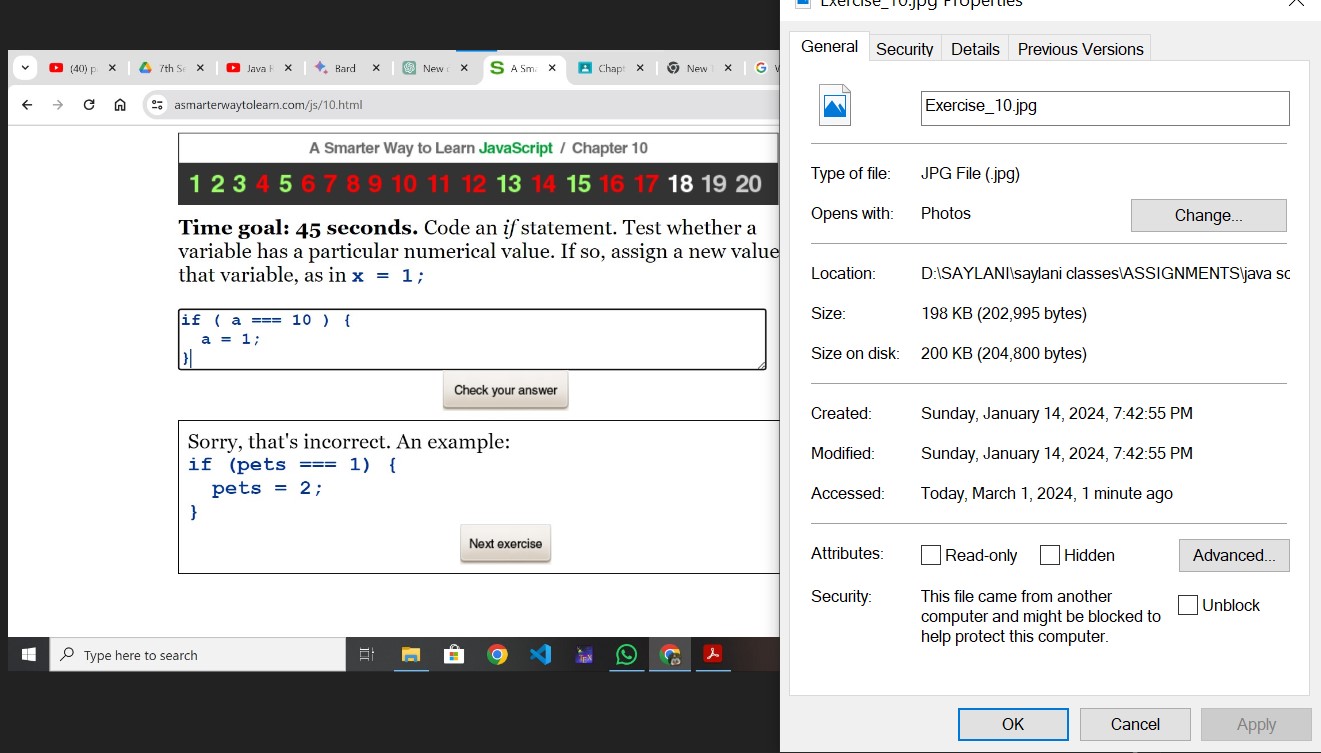 (40) p
7th Se
Java F
Bard
New c
A Sma
Chapt
New
asmarterwaytolearn.com/js/10.html
A Smarter Way to Learn JavaScript / Chapter 10
1 2 3 4 5 6 7 8 9 10 11 12 13 14 15 16 17 18 19 20
Time goal: 45 seconds. Code an if statement. Test whether a
variable has a particular numerical value. If so, assign a new value
that variable, as in x = 1;
if ( a === 10 ) {
a = 1;
}
Check your answer
Sorry, that's incorrect. An example:
if (pets === 1) {
pets = 2;
}
Next exercise
Type here to search
Exercise_10.jpg Properties
General Security Details Previous Versions
Exercise_10.jpg
Type of file: JPG File (.jpg)
Opens with: Photos
Change...
Location: D:\SAYLANI\saylani classes\ASSIGNMENTS\java sc
Size: 198 KB (202,995 bytes)
Size on disk: 200 KB (204,800 bytes)
Created: Sunday, January 14, 2024, 7:42:55 PM
Modified: Sunday, January 14, 2024, 7:42:55 PM
Accessed: Today, March 1, 2024, 1 minute ago
Attributes: Read-only Hidden Advanced...
Security: This file came from another
computer and might be blocked to
help protect this computer.
Unblock
OK Cancel Apply